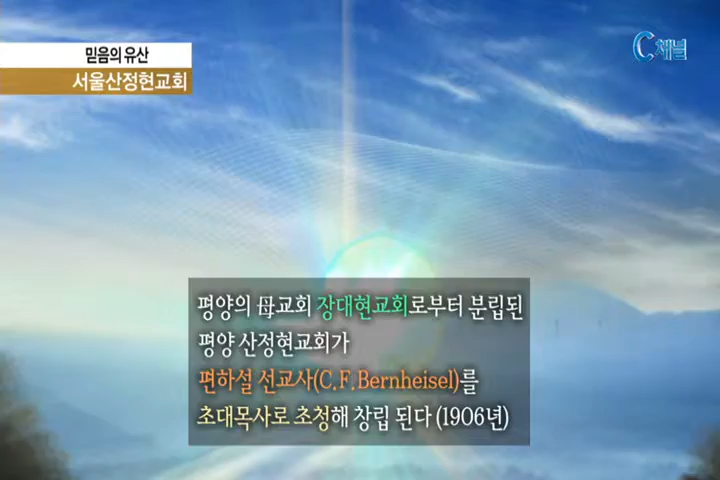 믿음의 유산
서울산정현교회
C채널
평양의 母교회 장대현교회로부터 분립된
평양 산정현교회가
편하설 선교사(C.F.Bernheisel)를
초대목사로 초청해 창립 된다 (1906년)